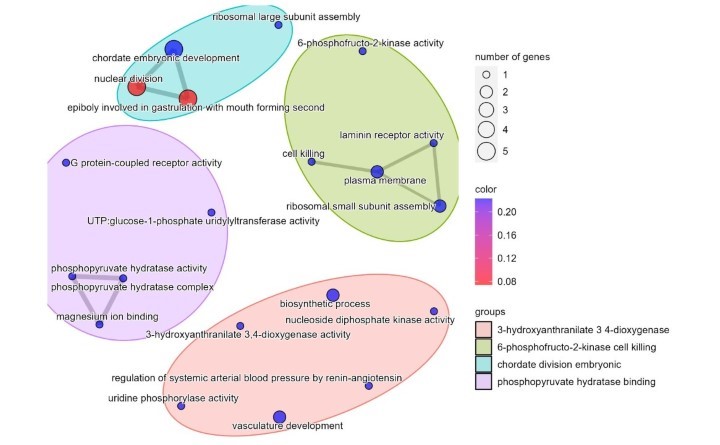 ribosomal large subunit assembly
6-phosphofructo-2-kinase activity
chordate embryonic development
nuclear division
epiboly involved in gastrulation with mouth forming second
laminin receptor activity
cell killing
plasma membrane
ribosomal small subunit assembly
G protein-coupled receptor activity
UTP:glucose-1-phosphate uridylyltransferase activity
phosphopyruvate hydratase activity
phosphopyruvate hydratase complex
magnesium ion binding
biosynthetic process
nucleoside diphosphate kinase activity
3-hydroxyanthranilate 3,4-dioxygenase activity
regulation of systemic arterial blood pressure by renin-angiotensin
uridine phosphorylase activity
vasculature development
number of genes
1
2
3
4
5
color
0.20
0.16
0.12
0.08
groups
3-hydroxyanthranilate 3 4-dioxygenase
6-phosphofructo-2-kinase cell killing
chordate division embryonic
phosphopyruvate hydratase binding